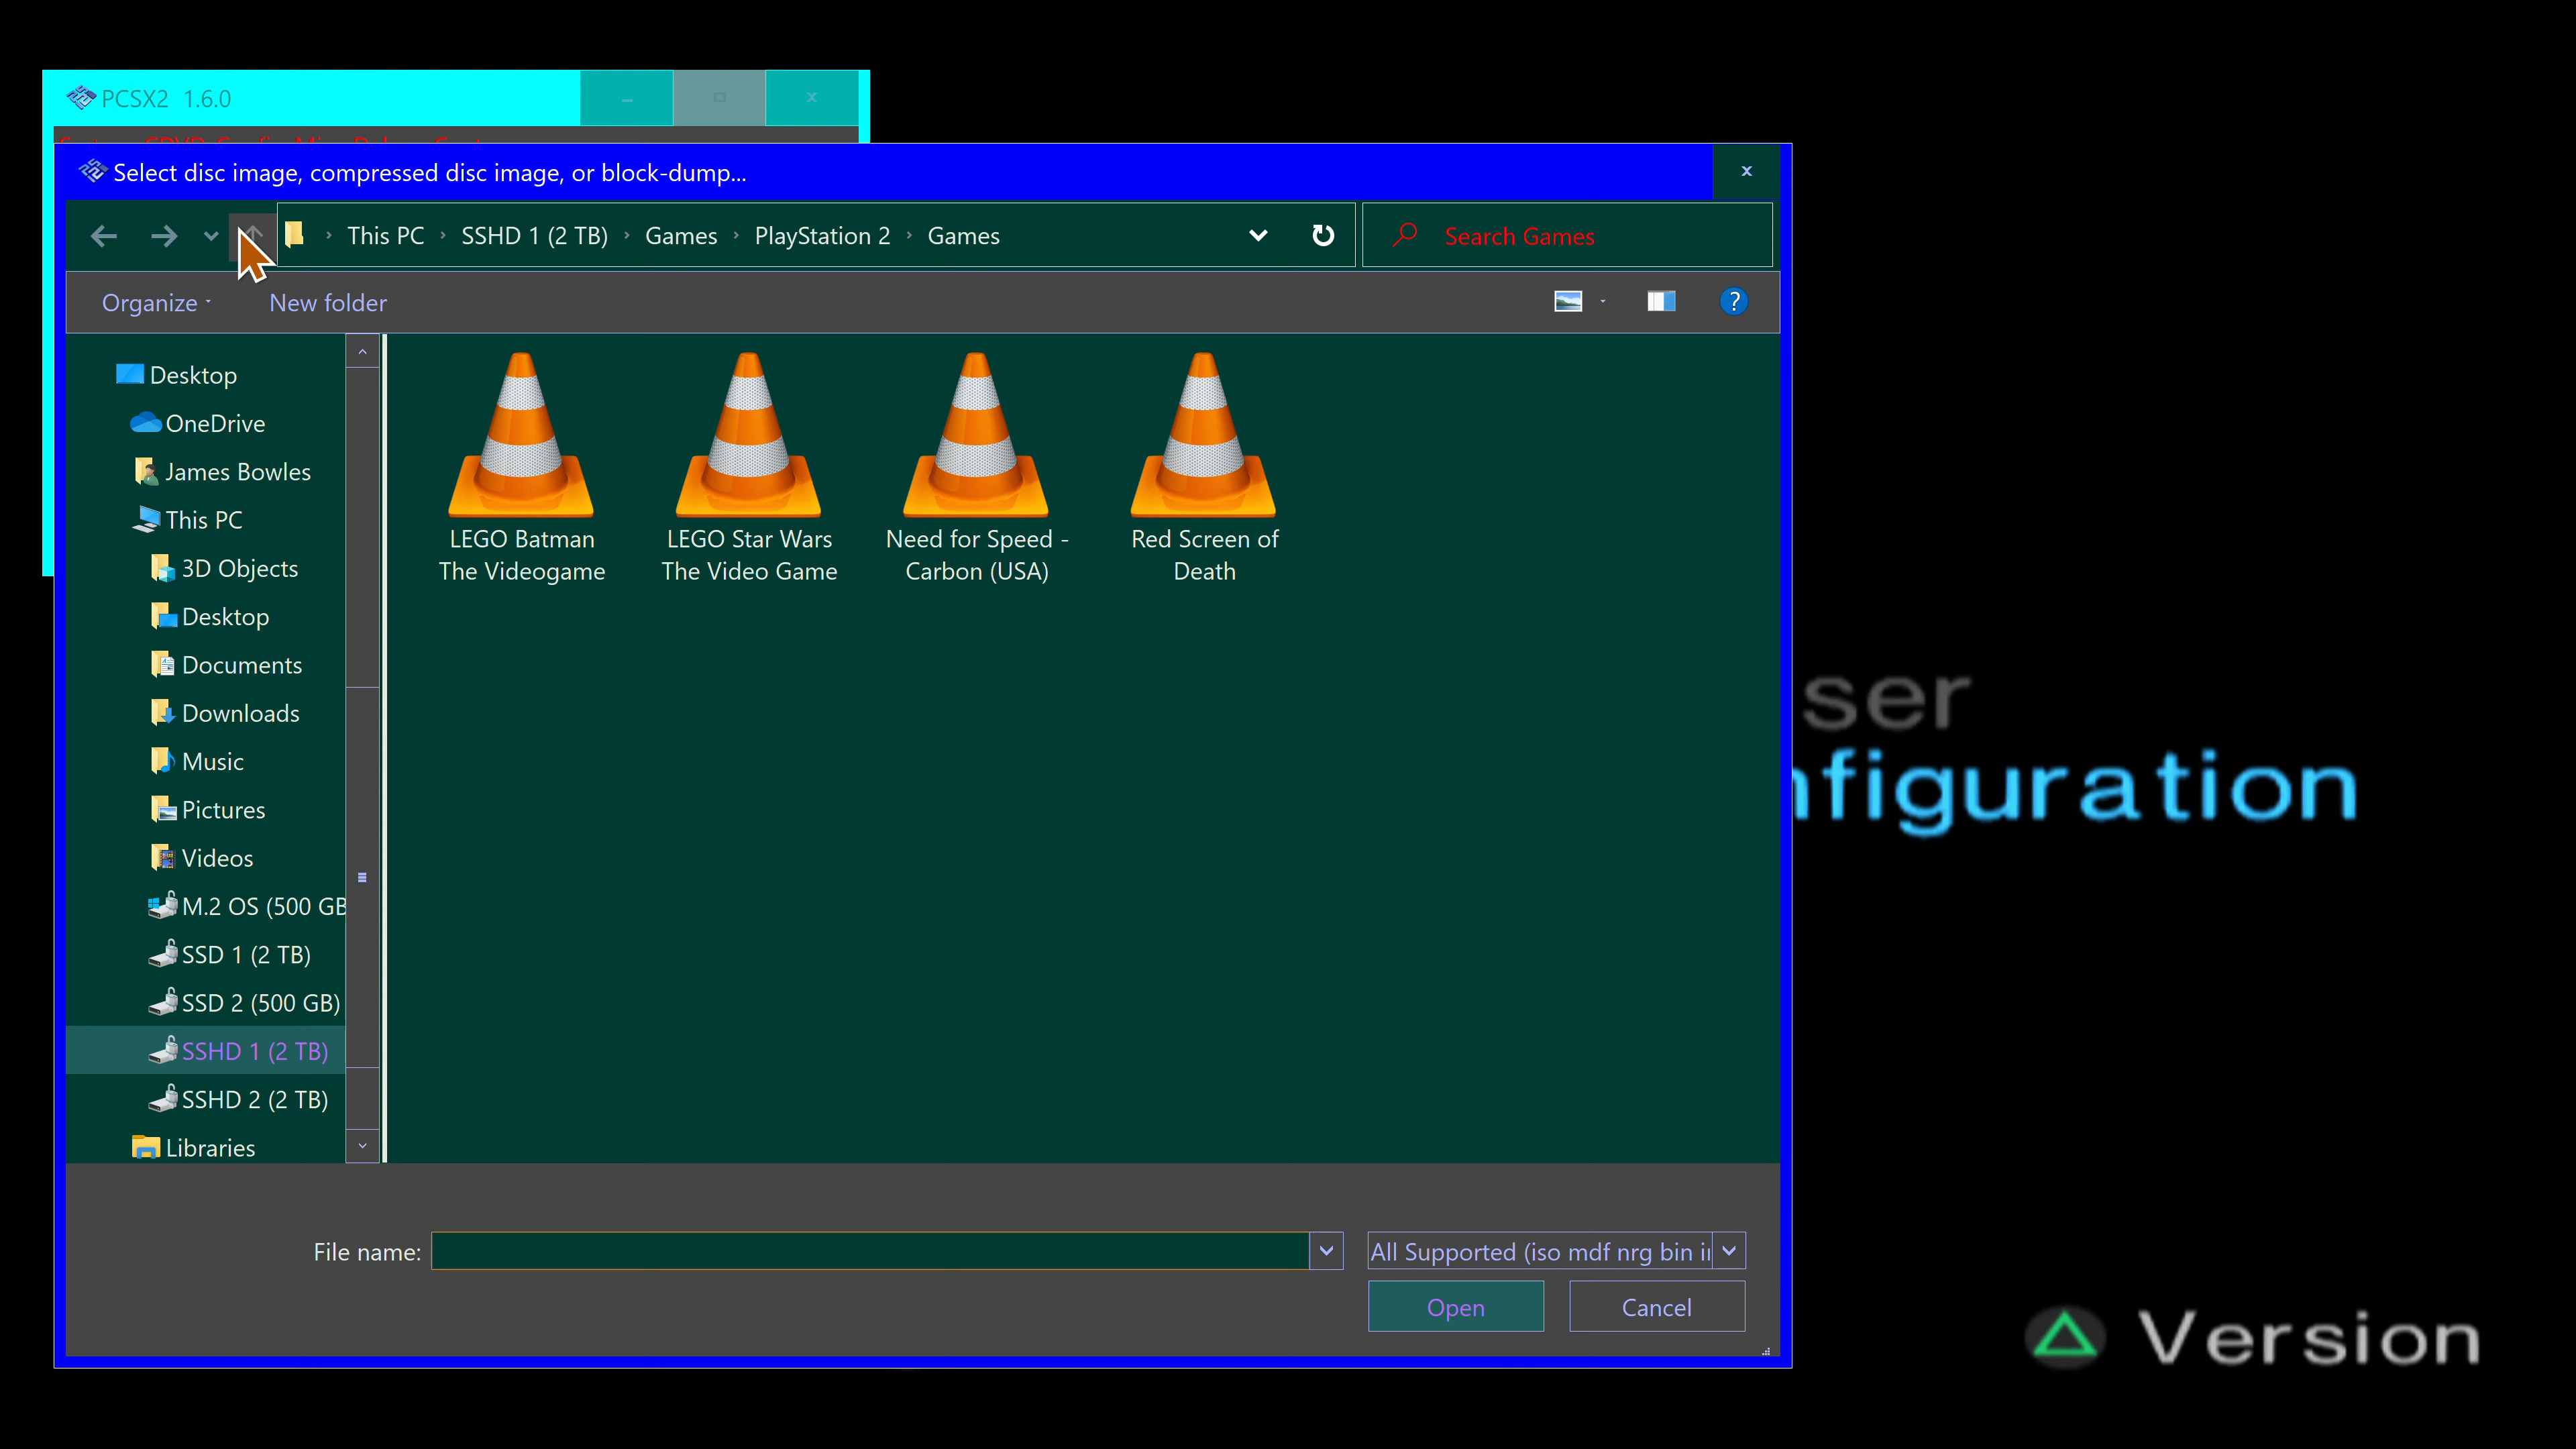 PCSX2 1.6.0
Select disc image, compressed disc image, or block-dump...
This PC › SSHD 1 (2 TB) › Games › PlayStation 2 › Games
Search Games
Organize
New folder
Desktop
OneDrive
James Bowles
This PC
3D Objects
Desktop
Documents
Downloads
Music
Pictures
Videos
M.2 OS (500 GB
SSD 1 (2 TB)
SSD 2 (500 GB)
SSHD 1 (2 TB)
SSHD 2 (2 TB)
Libraries
LEGO Batman
The Videogame
LEGO Star Wars
The Video Game
Need for Speed -
Carbon (USA)
Red Screen of
Death
ser
nfiguration
File name:
All Supported (iso mdf nrg bin
Open
Cancel
Version